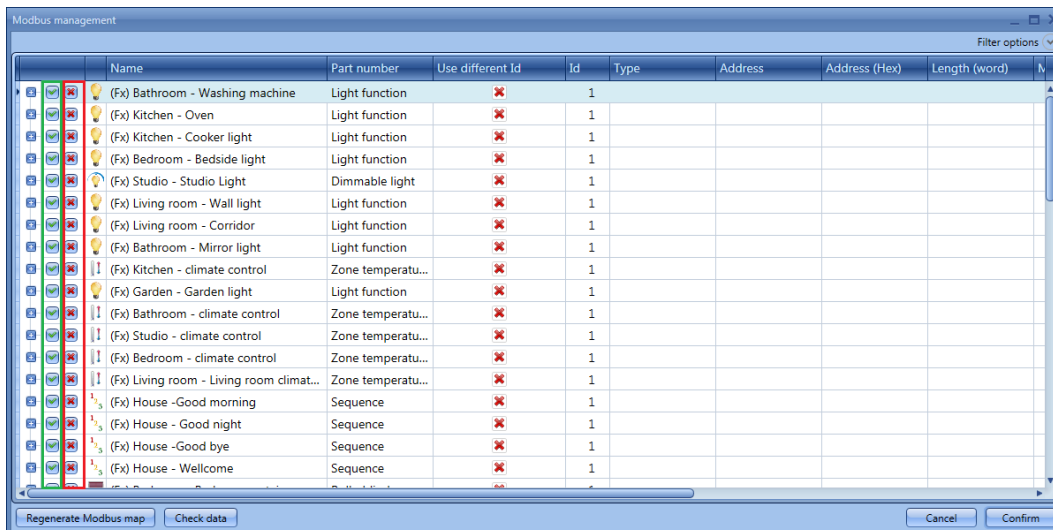 Modbus management
Filter options
Name Part number Use different Id Id Type Address Address (Hex) Length (word) M
(Fx) Bathroom - Washing machine Light function 1
(Fx) Kitchen - Oven Light function 1
(Fx) Kitchen - Cooker light Light function 1
(Fx) Bedroom - Bedside light Light function 1
(Fx) Studio - Studio Light Dimmable light 1
(Fx) Living room - Wall light Light function 1
(Fx) Living room - Corridor Light function 1
(Fx) Bathroom - Mirror light Light function 1
(Fx) Kitchen - climate control Zone temperatu... 1
(Fx) Garden - Garden light Light function 1
(Fx) Bathroom - climate control Zone temperatu... 1
(Fx) Studio - climate control Zone temperatu... 1
(Fx) Bedroom - climate control Zone temperatu... 1
(Fx) Living room - Living room climat... Zone temperatu... 1
(Fx) House -Good morning Sequence 1
(Fx) House - Good night Sequence 1
(Fx) House -Good bye Sequence 1
(Fx) House - Wellcome Sequence 1
Regenerate Modbus map Check data Cancel Confirm